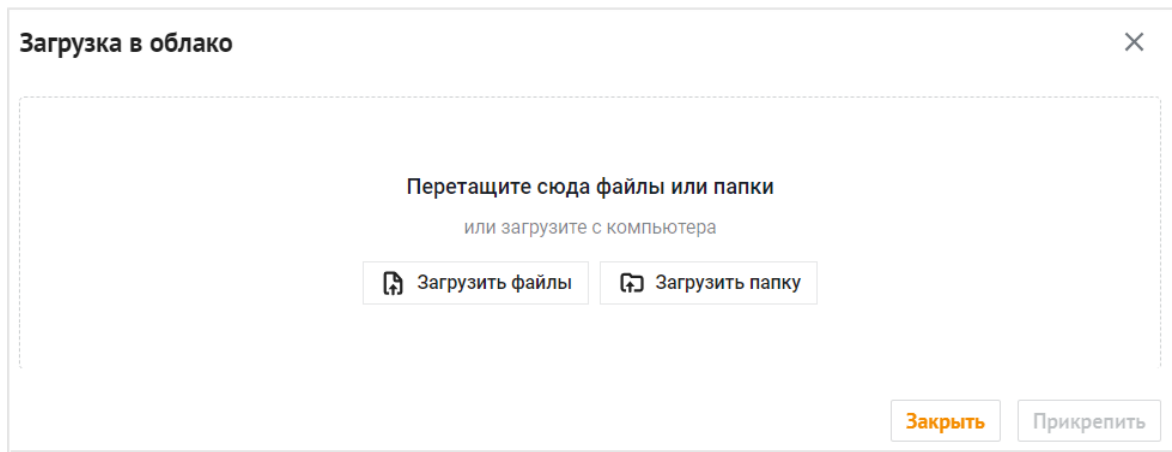 Загрузка в облако
Перетащите сюда файлы или папки
или загрузите с компьютера
Загрузить файлы Загрузить папку
Закрыть Прикрепить